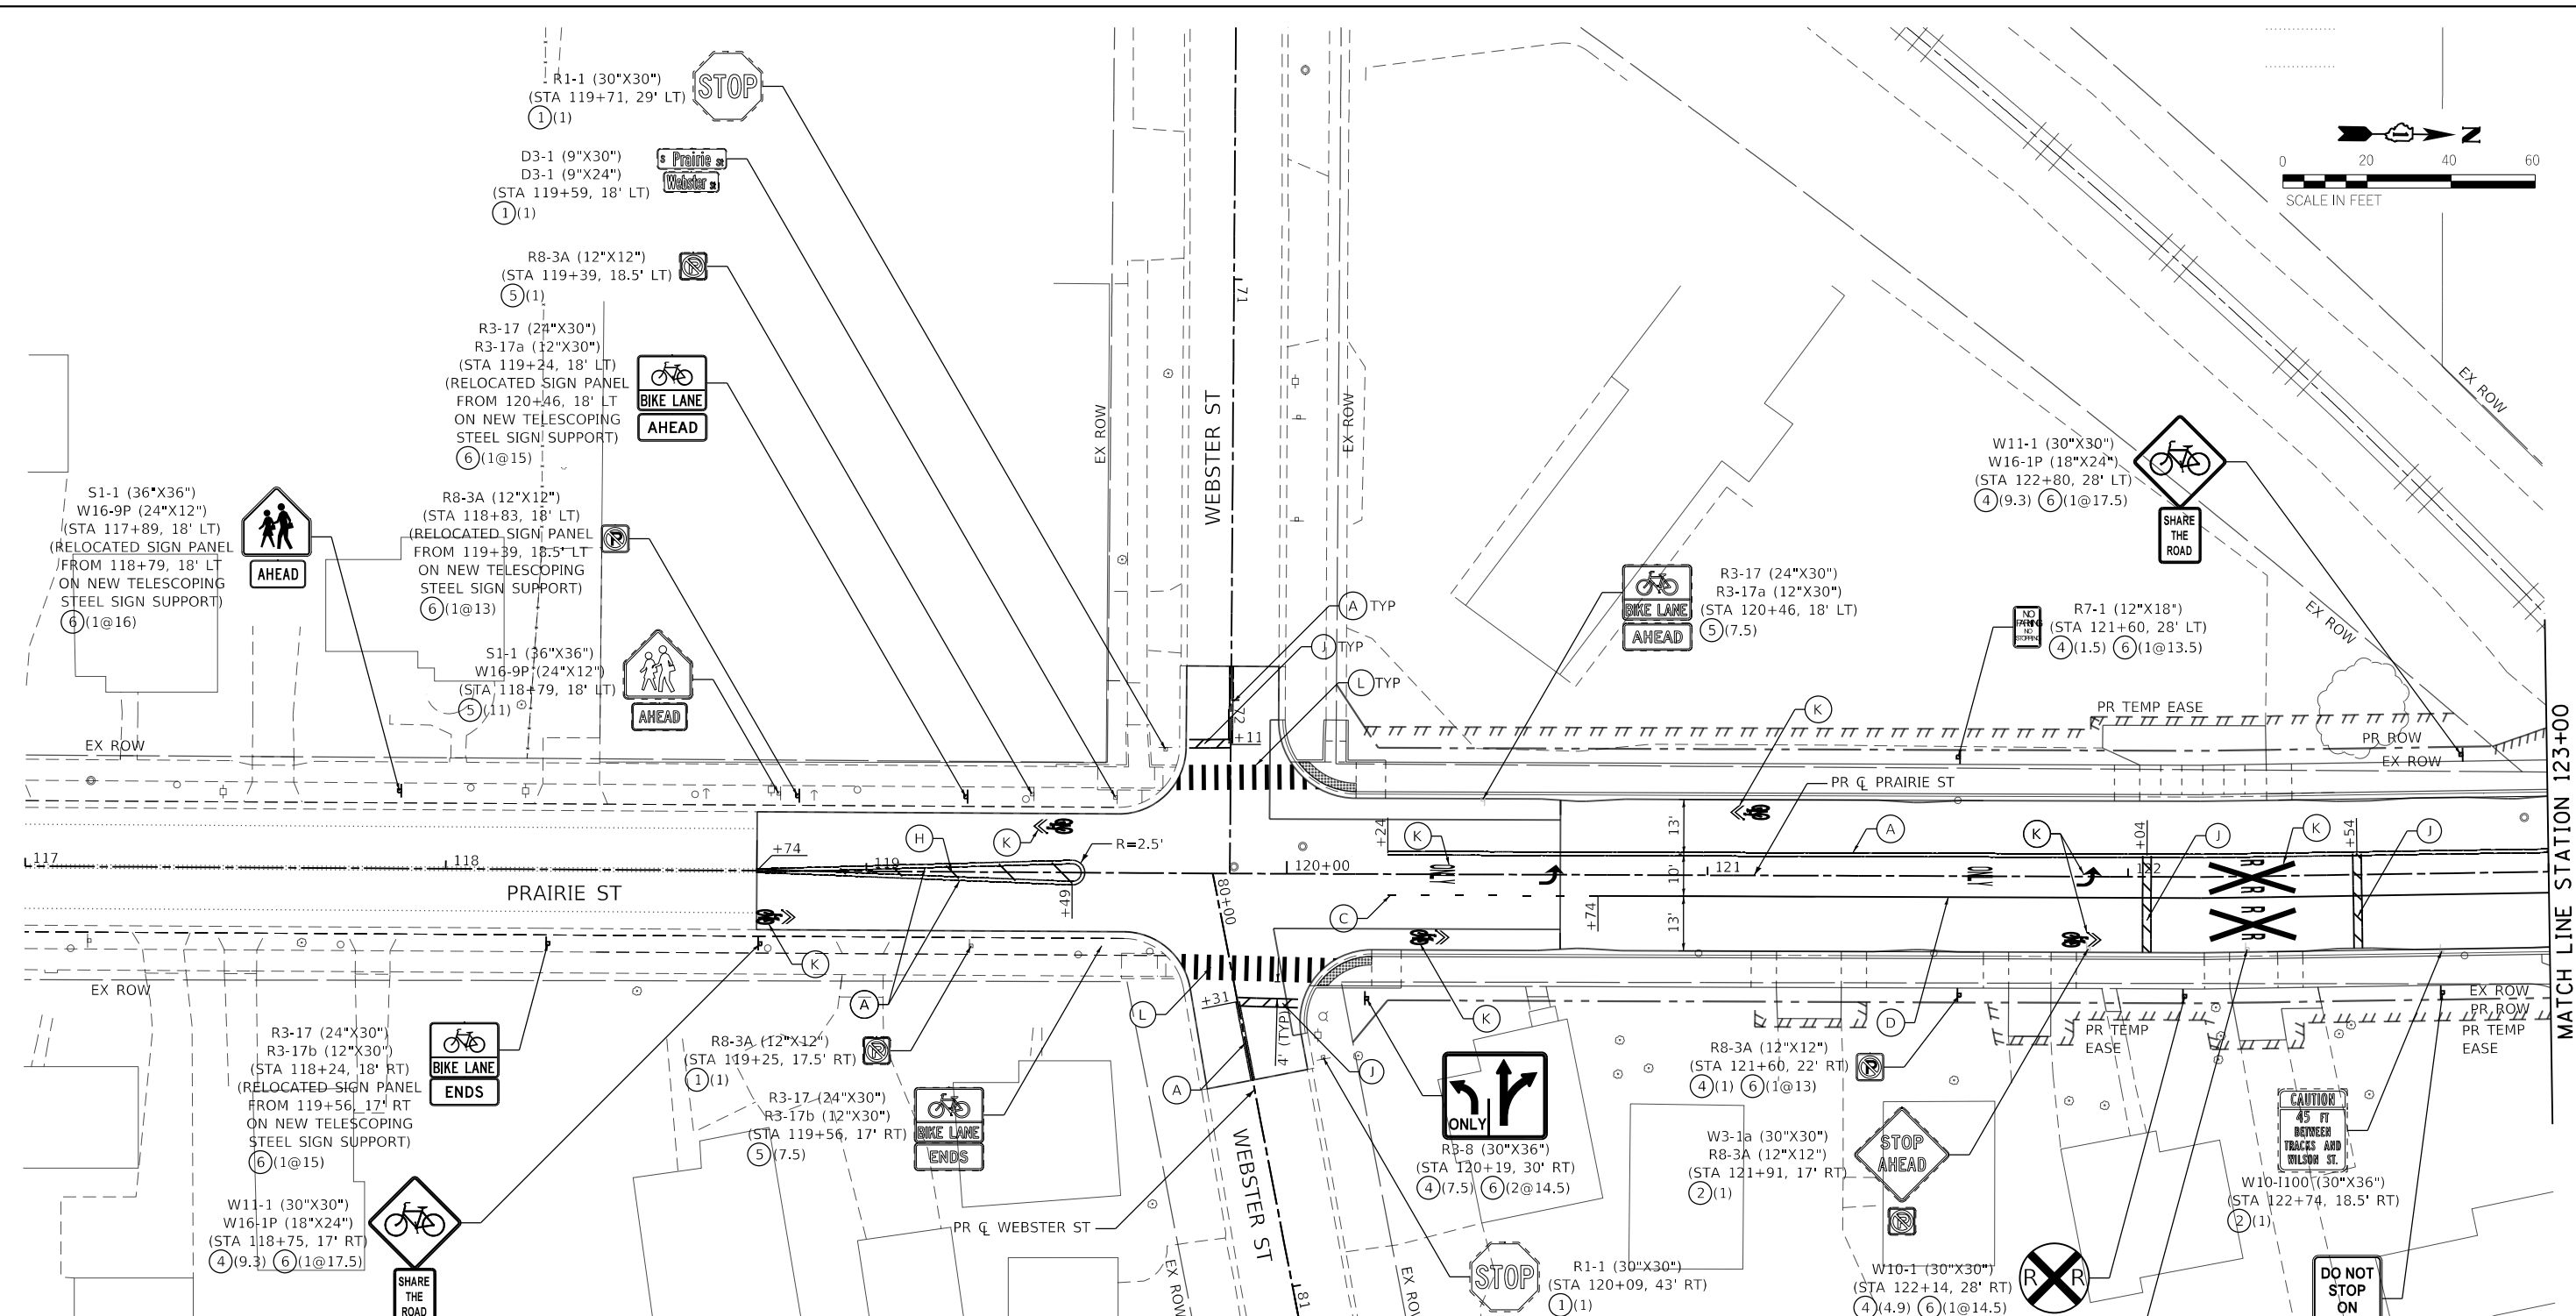 R1-1 (30"X30")
(STA 119+71, 29' LT)
1 (1)
STOP
D3-1 (9"X30")
D3-1 (9"X24")
(STA 119+59, 18' LT)
1 (1)
S Prairie St
Webster St
R8-3A (12"X12")
(STA 119+39, 18.5' LT)
5 (1)
P
R3-17 (24"X30")
R3-17a (12"X30")
(STA 119+24, 18' LT)
(RELOCATED SIGN PANEL
FROM 120+46, 18' LT
ON NEW TELESCOPING
STEEL SIGN SUPPORT)
6 (1@15)
BIKE LANE
AHEAD
S1-1 (36"X36")
W16-9P (24"X12")
(STA 117+89, 18' LT)
(RELOCATED SIGN PANEL
FROM 118+79, 18' LT
ON NEW TELESCOPING
STEEL SIGN SUPPORT)
6 (1@16)
AHEAD
R8-3A (12"X12")
(STA 118+83, 18' LT)
(RELOCATED SIGN PANEL
FROM 119+39, 18.5' LT
ON NEW TELESCOPING
STEEL SIGN SUPPORT)
6 (1@13)
P
S1-1 (36"X36")
W16-9P (24"X12")
(STA 118+79, 18' LT)
5 (11)
AHEAD
EX ROW
EX ROW
WEBSTER ST
71
EX ROW
A TYP
J TYP
L TYP
72
+11
N
0 20 40 60
SCALE IN FEET
EX ROW
W11-1 (30"X30")
W16-1P (18"X24")
(STA 122+80, 28' LT)
4 (9.3) 6 (1@17.5)
SHARE
THE
ROAD
R3-17 (24"X30")
R3-17a (12"X30")
(STA 120+46, 18' LT)
5 (7.5)
BIKE LANE
AHEAD
NO
PARKING
NO
STOPPING
R7-1 (12"X18")
(STA 121+60, 28' LT)
4 (1.5) 6 (1@13.5)
EX ROW
PR TEMP EASE
PR ROW
EX ROW
K
PR ℄ PRAIRIE ST
MATCH LINE STATION 123+00
117
118
+74
119
H
K
R=2.5'
+49
120+00
+24
K
ONLY
13'
10'
13'
A
121
ONLY
K
+04
122
J
R R
K
R R
+54
J
PRAIRIE ST
K
80+00
C
+74
K
D
EX ROW
A
L
+31
4' (TYP)
J
A
EX ROW
PR ROW
PR TEMP
EASE
PR TEMP
EASE
R3-17 (24"X30")
R3-17b (12"X30")
(STA 118+24, 18' RT)
(RELOCATED SIGN PANEL
FROM 119+56, 17' RT
ON NEW TELESCOPING
STEEL SIGN SUPPORT)
6 (1@15)
BIKE LANE
ENDS
R8-3A (12"X12")
(STA 119+25, 17.5' RT)
1 (1)
P
R3-17 (24"X30")
R3-17b (12"X30")
(STA 119+56, 17' RT)
5 (7.5)
BIKE LANE
ENDS
W11-1 (30"X30")
W16-1P (18"X24")
(STA 118+75, 17' RT)
4 (9.3) 6 (1@17.5)
SHARE
THE
ROAD
PR ℄ WEBSTER ST
WEBSTER ST
81
EX ROW
EX ROW
ONLY
R3-8 (30"X36")
(STA 120+19, 30' RT)
4 (7.5) 6 (2@14.5)
STOP
R1-1 (30"X30")
(STA 120+09, 43' RT)
1 (1)
R8-3A (12"X12")
(STA 121+60, 22' RT)
4 (1) 6 (1@13)
P
W3-1a (30"X30")
R8-3A (12"X12")
(STA 121+91, 17' RT)
2 (1)
STOP
AHEAD
P
W10-1 (30"X30")
(STA 122+14, 28' RT)
4 (4.9) 6 (1@14.5)
R R
CAUTION
45 FT
BETWEEN
TRACKS AND
WILSON ST.
W10-I100 (30"X36")
(STA 122+74, 18.5' RT)
2 (1)
DO NOT
STOP
ON